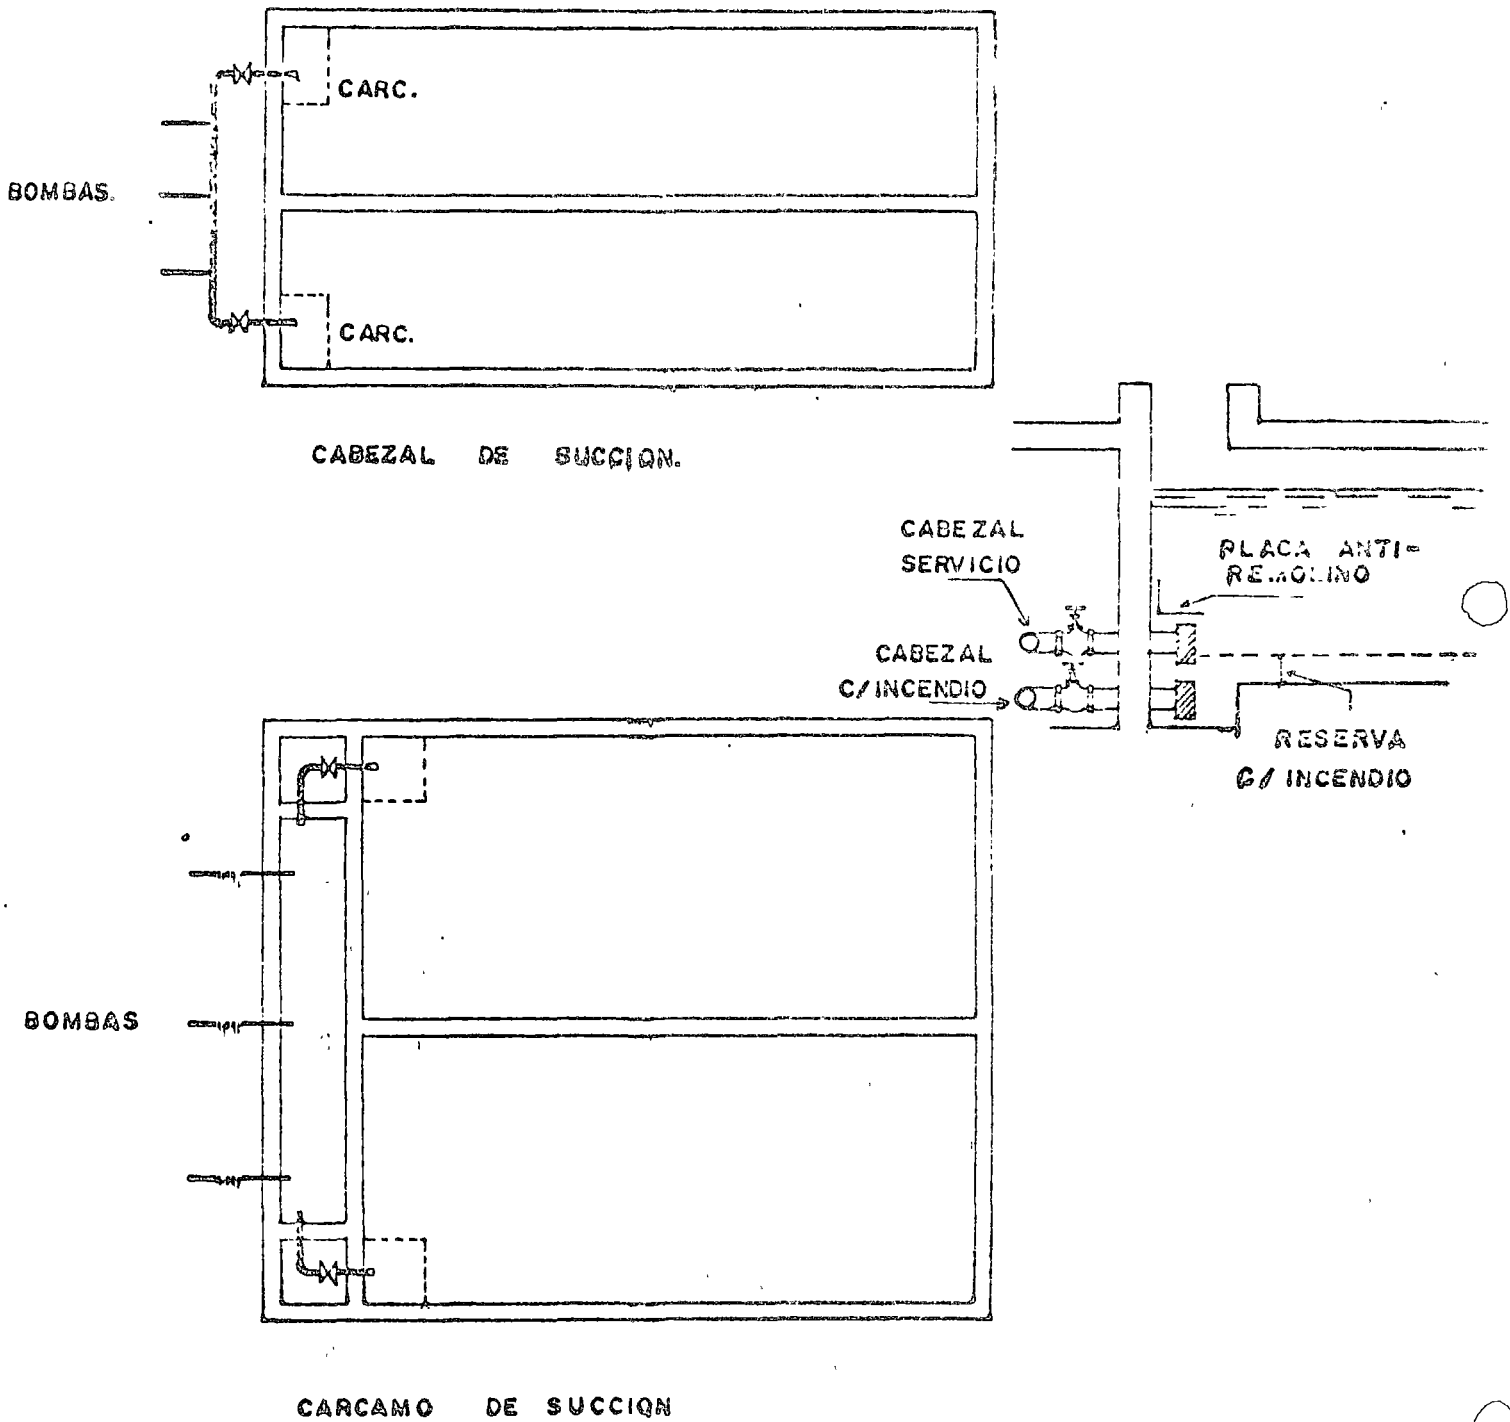 CARC.
BOMBAS.
CARC.
CABEZAL DE SUCCION.
CABEZAL
SERVICIO
PLACA ANTI-
REMOLINO
CABEZAL
C/INCENDIO
RESERVA
C/ INCENDIO
BOMBAS
CARCAMO DE SUCCION